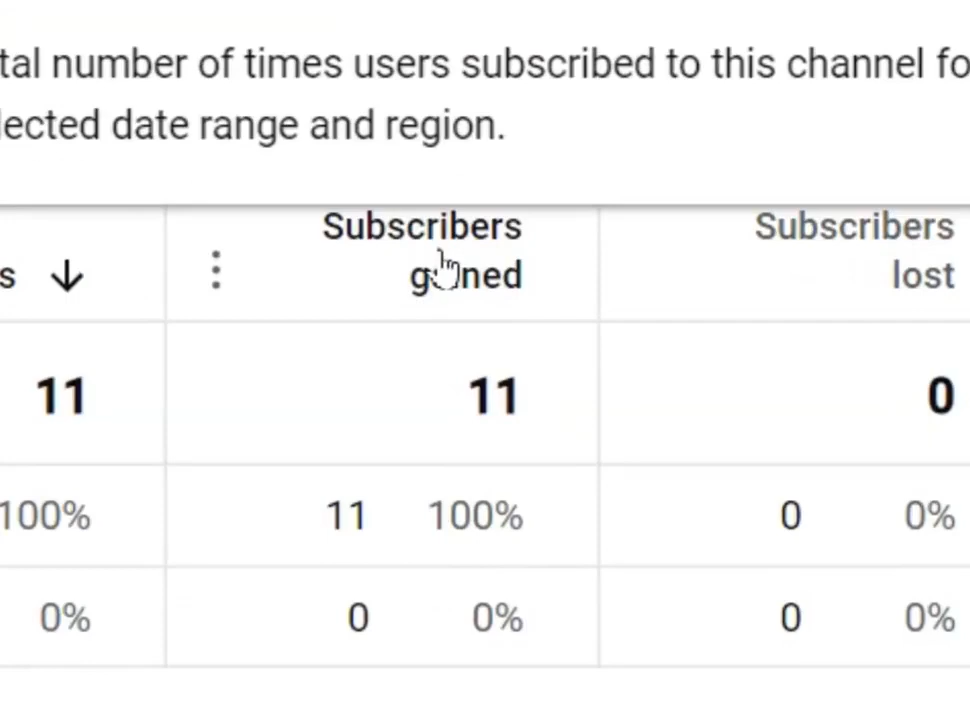 tal number of times users subscribed to this channel fo
lected date range and region.
s Subscribers gained Subscribers lost
11 11 0
100% 11 100% 0 0%
0% 0 0% 0 0%